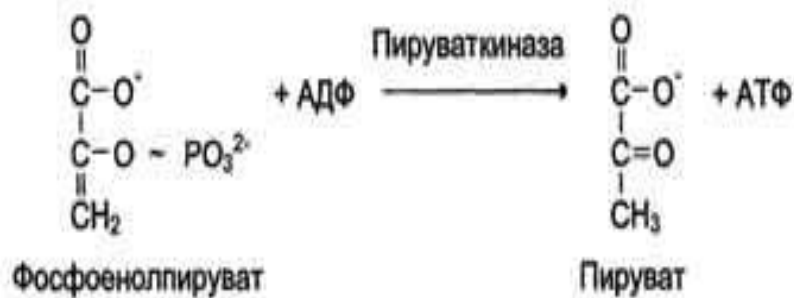 O
Пируваткиназа
O
C–O⁻ + АДФ
C–O⁻ + АТФ
C–O ~ PO₃²⁻
C=O
CH₂
CH₃
Фосфоенолпируват
Пируват